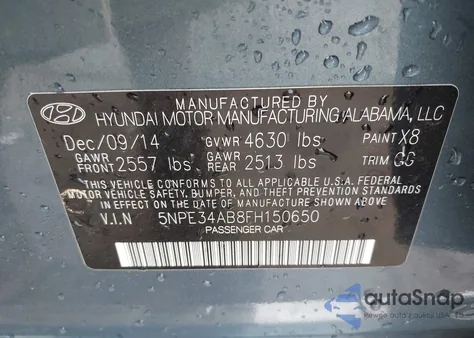 MANUFACTURED BY
HYUNDAI MOTOR MANUFACTURING ALABAMA, LLC
Dec/09/14 GVWR 4630 lbs. PAINT X8
GAWR FRONT 2557 lbs GAWR REAR 2513 lbs TRIM GG
THIS VEHICLE CONFORMS TO ALL APPLICABLE U.S.A. FEDERAL
MOTOR VEHICLE SAFETY, BUMPER, AND THEFT PREVENTION STANDARDS
IN EFFECT ON THE DATE OF MANUFACTURE SHOWN ABOVE.
V.I.N 5NPE34AB8FH150650
PASSENGER CAR
autoSnap